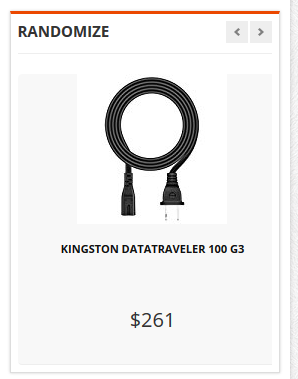 RANDOMIZE
KINGSTON DATATRAVELER 100 G3
$261